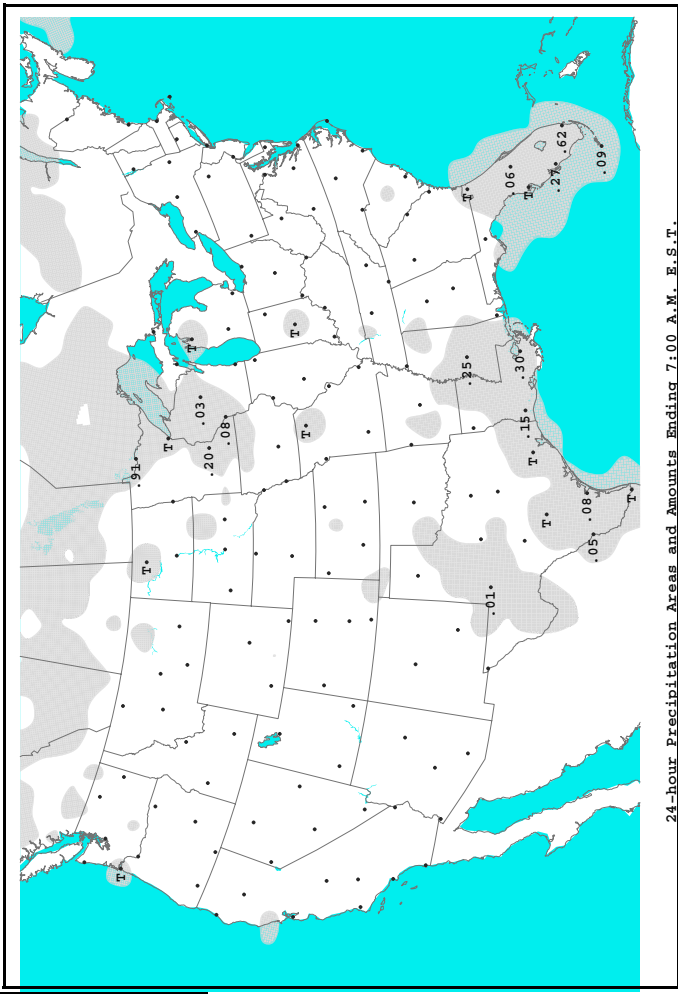 T
.91
T
T
T
.03
.20
.08
T
T
.25
T
.01
.06
.30
.15
T
T
T
.27
.62
.08
.05
.09
T
24-hour Precipitation Areas and Amounts Ending 7:00 A.M. E.S.T.